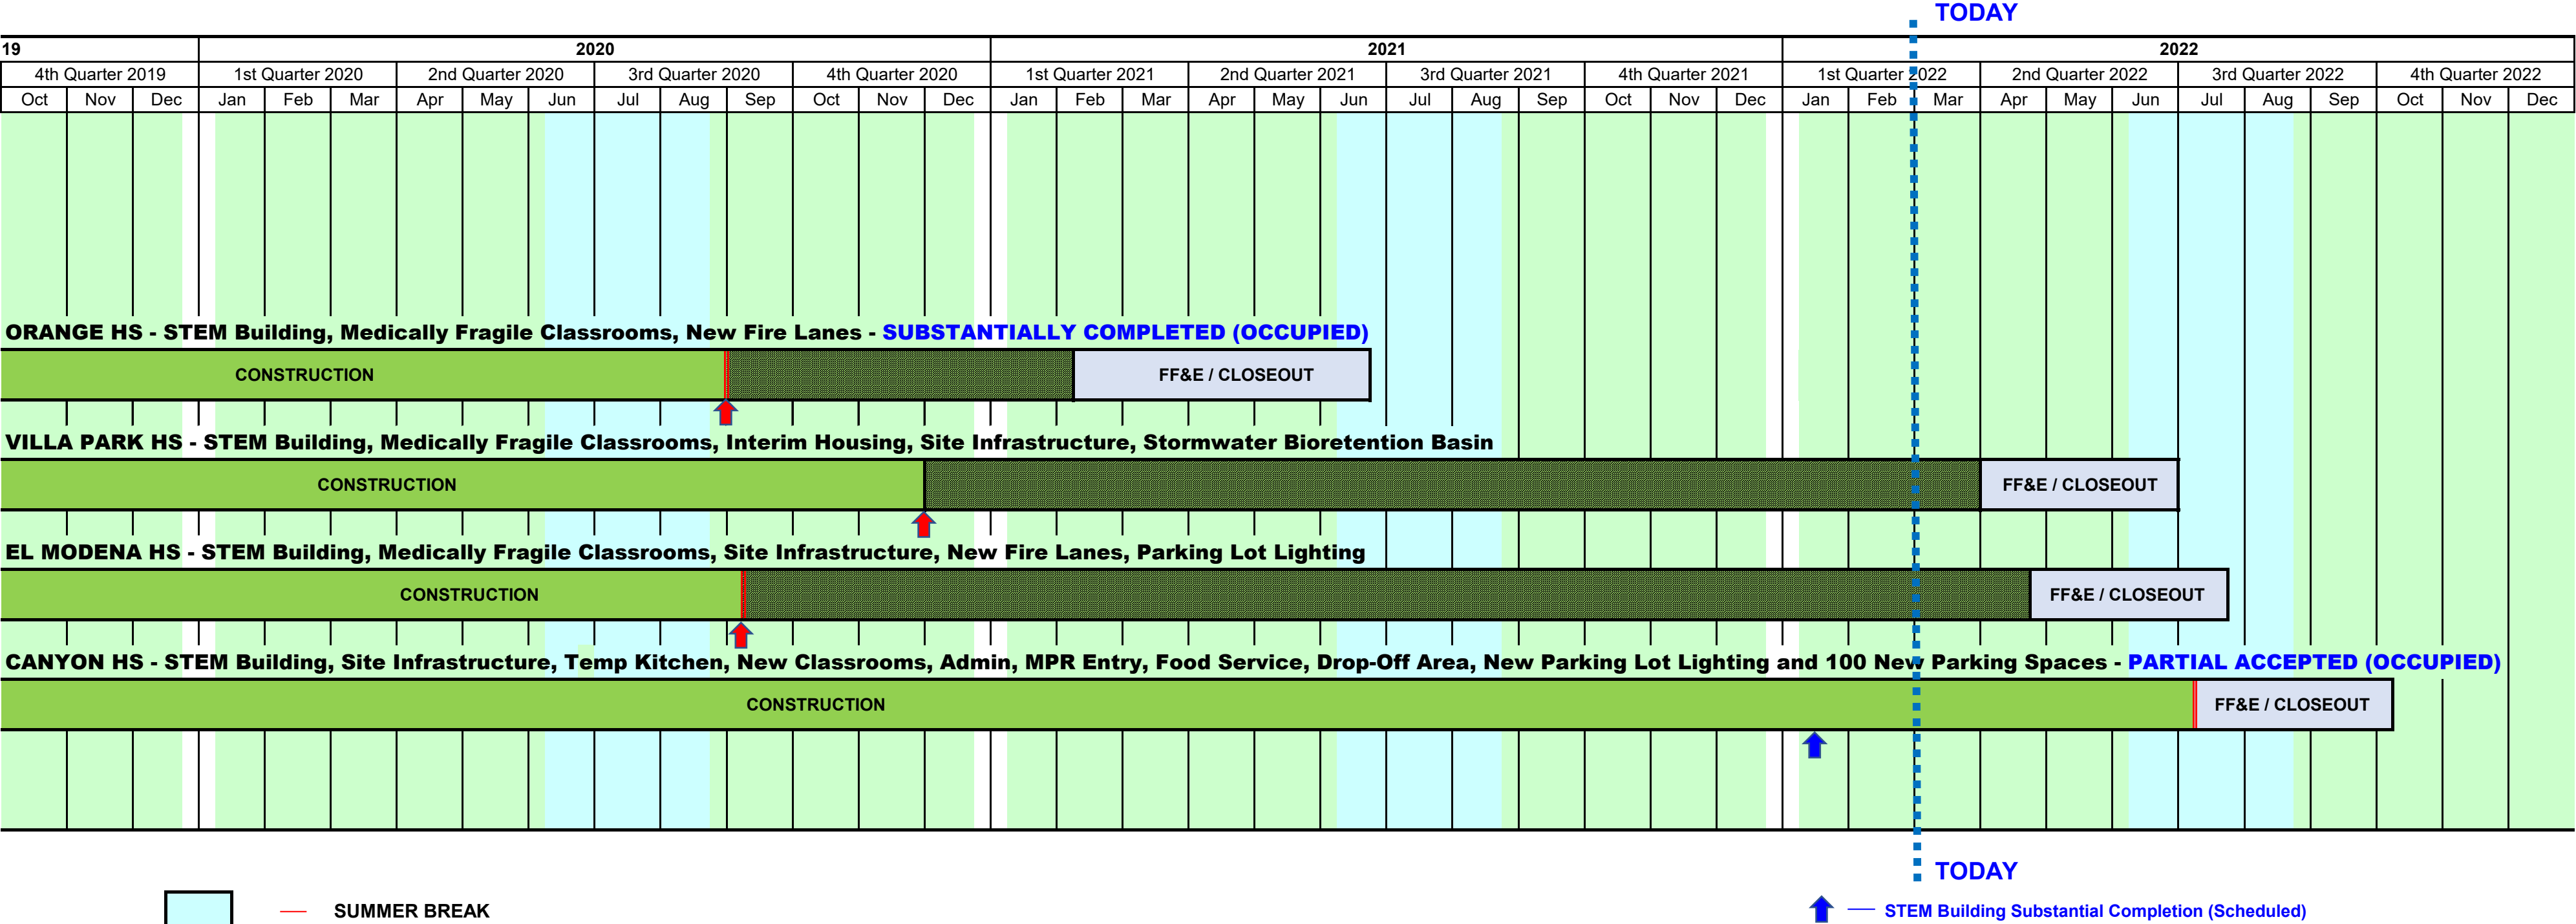 TODAY
19 2020 2021 2022
4th Quarter 2019 1st Quarter 2020 2nd Quarter 2020 3rd Quarter 2020 4th Quarter 2020 1st Quarter 2021 2nd Quarter 2021 3rd Quarter 2021 4th Quarter 2021 1st Quarter 2022 2nd Quarter 2022 3rd Quarter 2022 4th Quarter 2022
Oct Nov Dec Jan Feb Mar Apr May Jun Jul Aug Sep Oct Nov Dec Jan Feb Mar Apr May Jun Jul Aug Sep Oct Nov Dec Jan Feb Mar Apr May Jun Jul Aug Sep Oct Nov Dec
ORANGE HS - STEM Building, Medically Fragile Classrooms, New Fire Lanes - SUBSTANTIALLY COMPLETED (OCCUPIED)
CONSTRUCTION FF&E / CLOSEOUT
VILLA PARK HS - STEM Building, Medically Fragile Classrooms, Interim Housing, Site Infrastructure, Stormwater Bioretention Basin
CONSTRUCTION FF&E / CLOSEOUT
EL MODENA HS - STEM Building, Medically Fragile Classrooms, Site Infrastructure, New Fire Lanes, Parking Lot Lighting
CONSTRUCTION FF&E / CLOSEOUT
CANYON HS - STEM Building, Site Infrastructure, Temp Kitchen, New Classrooms, Admin, MPR Entry, Food Service, Drop-Off Area, New Parking Lot Lighting and 100 New Parking Spaces - PARTIAL ACCEPTED (OCCUPIED)
CONSTRUCTION FF&E / CLOSEOUT
TODAY
SUMMER BREAK STEM Building Substantial Completion (Scheduled)